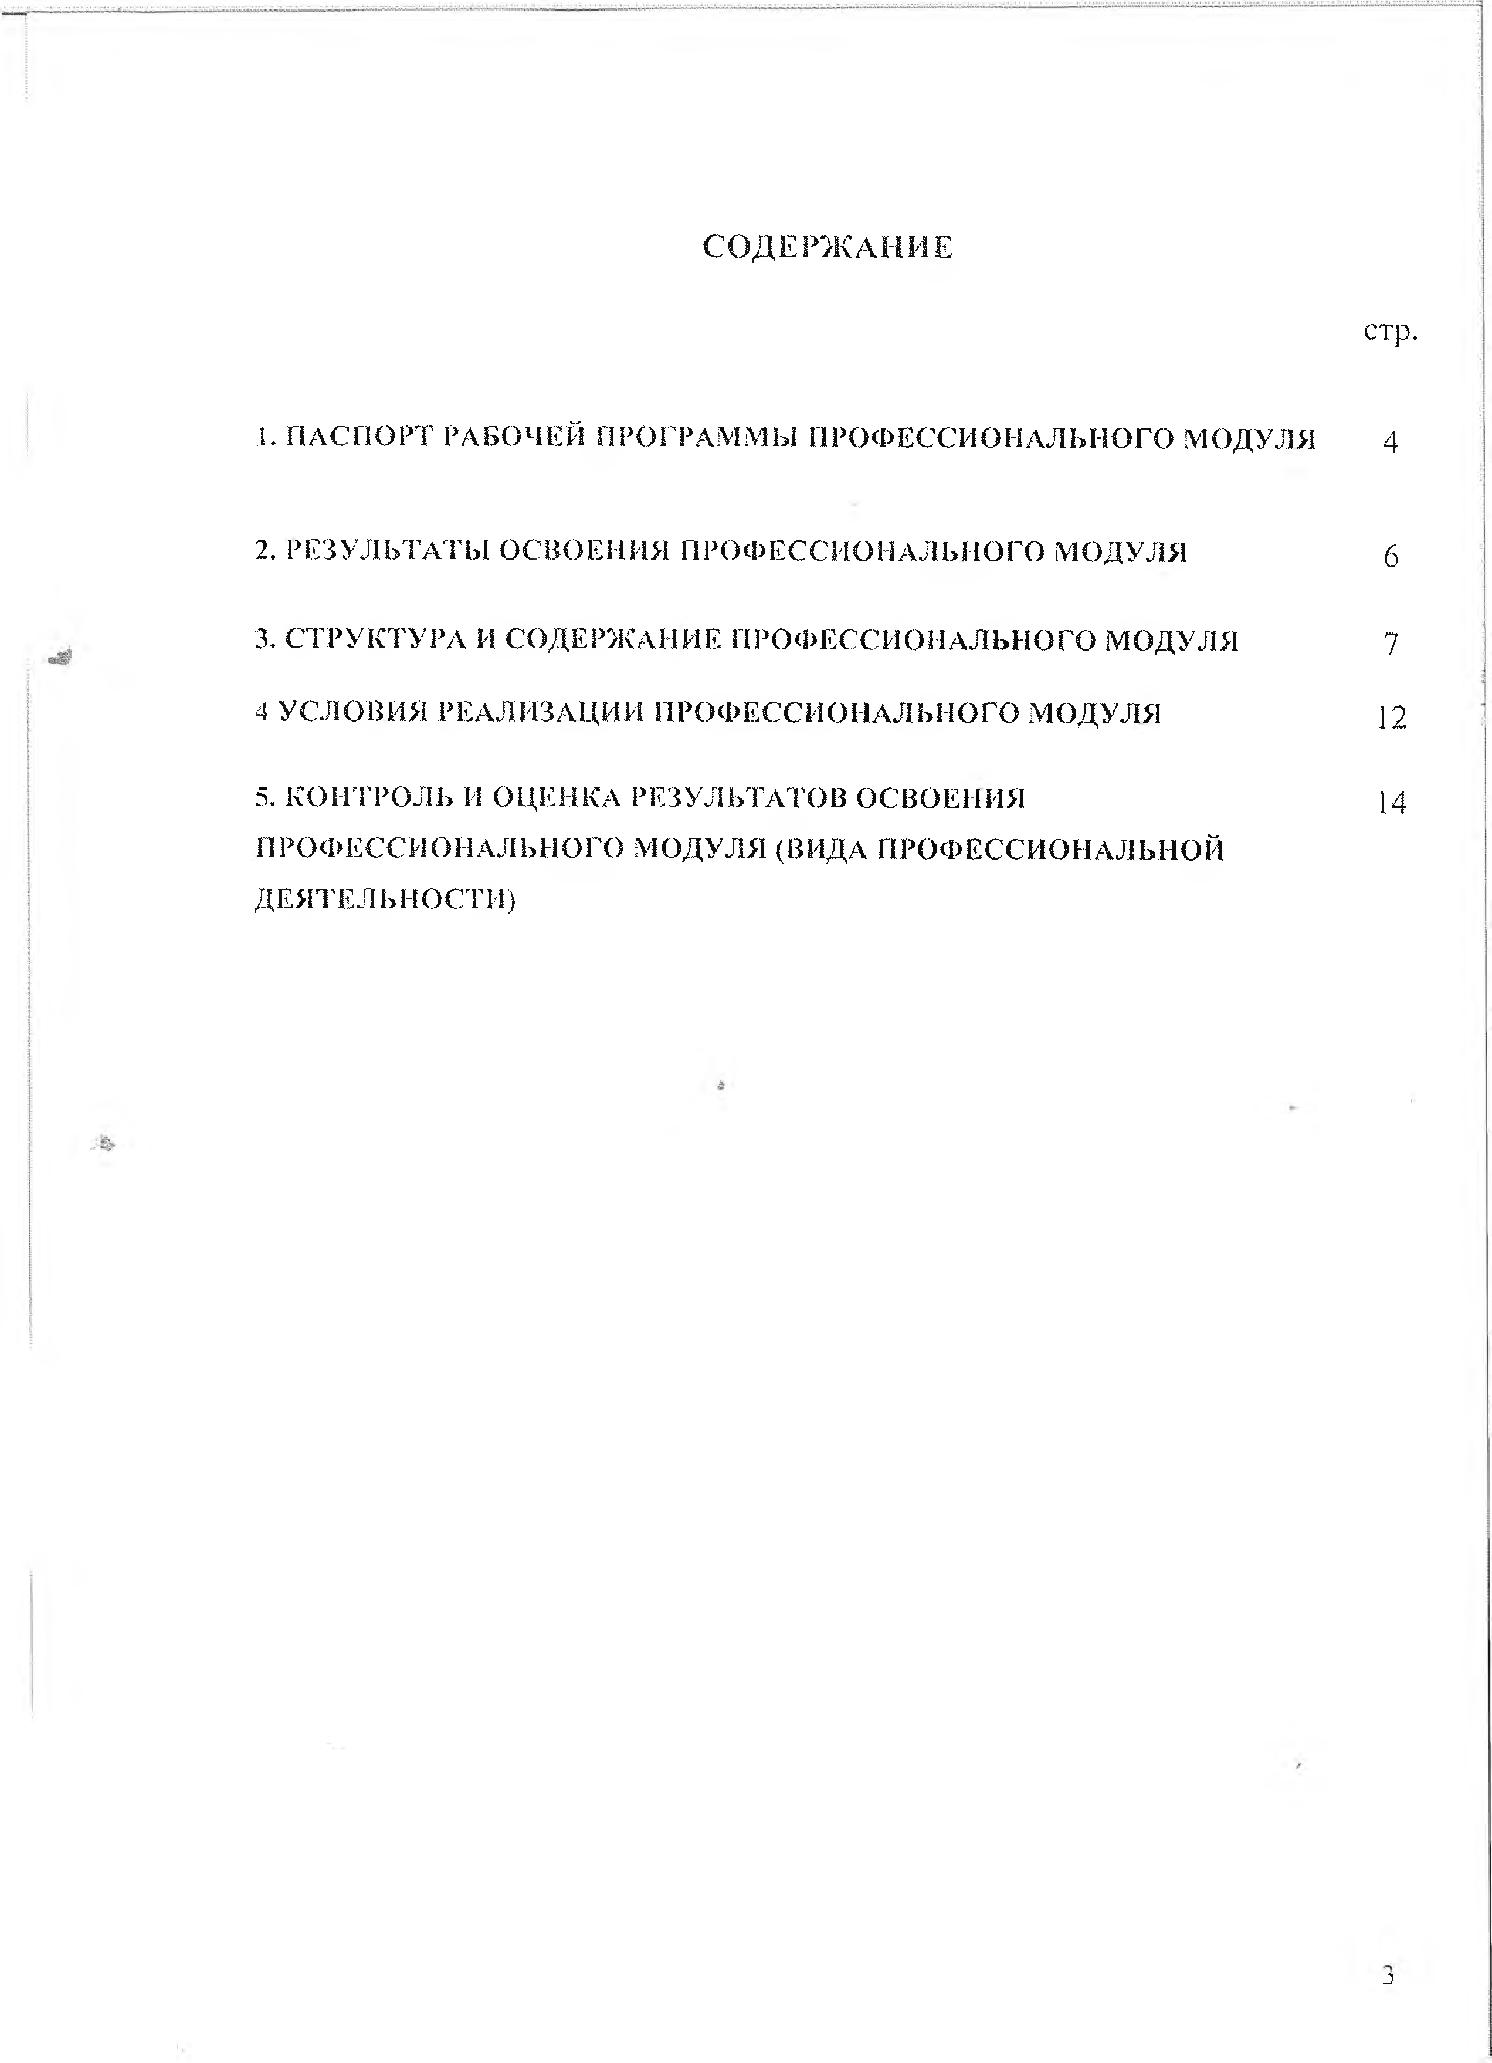 СОДЕРЖАНИЕ
стр.
1. ПАСПОРТ РАБОЧЕЙ ПРОГРАММЫ ПРОФЕССИОНАЛЬНОГО МОДУЛЯ 4
2. РЕЗУЛЬТАТЫ ОСВОЕНИЯ ПРОФЕССИОНАЛЬНОГО МОДУЛЯ 6
3. СТРУКТУРА И СОДЕРЖАНИЕ ПРОФЕССИОНАЛЬНОГО МОДУЛЯ 7
4 УСЛОВИЯ РЕАЛИЗАЦИИ ПРОФЕССИОНАЛЬНОГО МОДУЛЯ 12
5. КОНТРОЛЬ И ОЦЕНКА РЕЗУЛЬТАТОВ ОСВОЕНИЯ 14
ПРОФЕССИОНАЛЬНОГО МОДУЛЯ (ВИДА ПРОФЕССИОНАЛЬНОЙ
ДЕЯТЕЛЬНОСТИ)
3